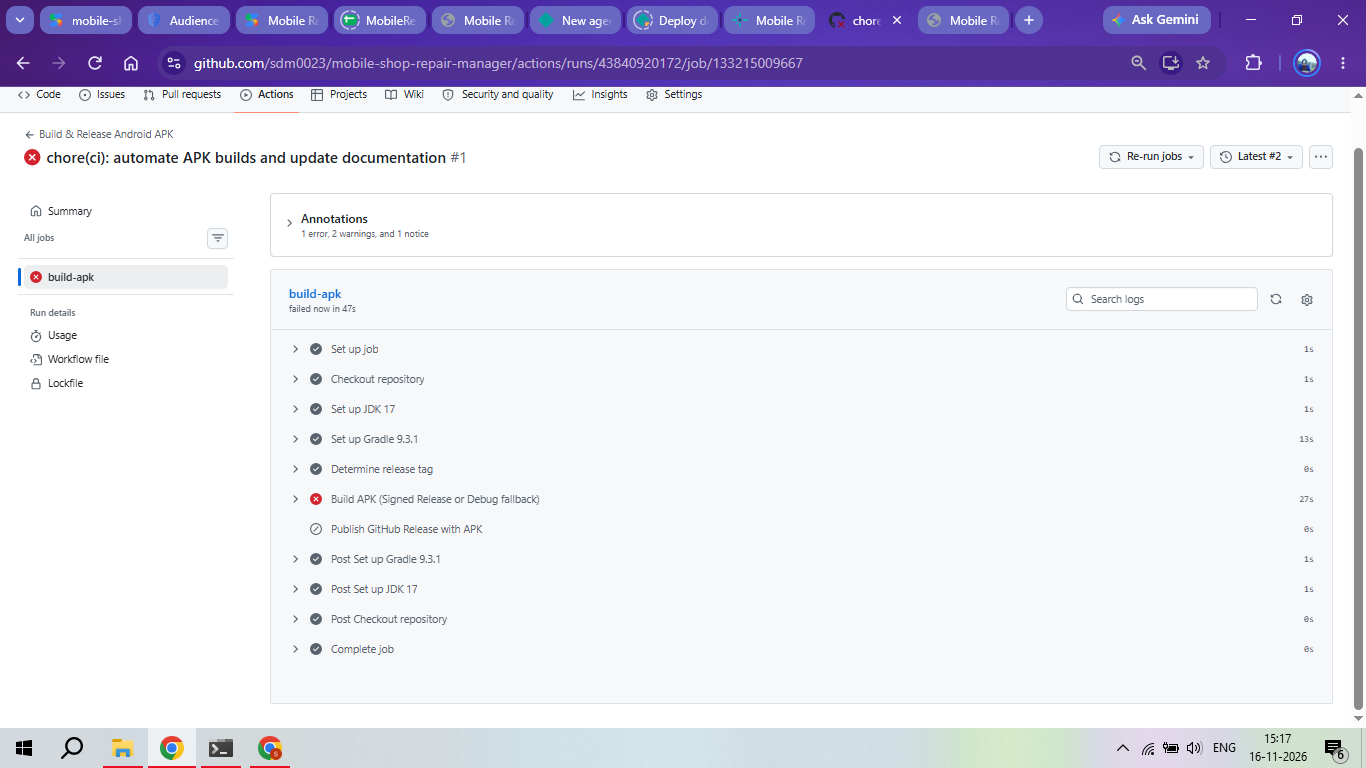 mobile-sh
Audience
Mobile Re
MobileRe
Mobile Re
New agen
Deploy de
Mobile Re
chore
Mobile Re
Ask Gemini
github.com/sdm0023/mobile-shop-repair-manager/actions/runs/43840920172/job/133215009667
Code
Issues
Pull requests
Actions
Projects
Wiki
Security and quality
Insights
Settings
Build & Release Android APK
chore(ci): automate APK builds and update documentation #1
Re-run jobs
Latest #2
Summary
All jobs
build-apk
Run details
Usage
Workflow file
Lockfile
Annotations
1 error, 2 warnings, and 1 notice
build-apk
failed now in 47s
Search logs
Set up job 1s
Checkout repository 1s
Set up JDK 17 1s
Set up Gradle 9.3.1 13s
Determine release tag 0s
Build APK (Signed Release or Debug fallback) 27s
Publish GitHub Release with APK 0s
Post Set up Gradle 9.3.1 1s
Post Set up JDK 17 1s
Post Checkout repository 0s
Complete job 0s
ENG
15:17
16-11-2026
6